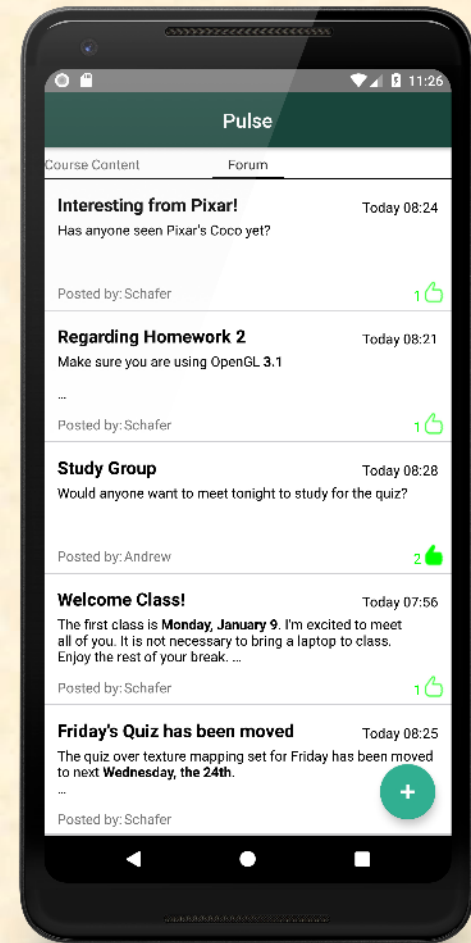 11:26
Pulse
Course Content Forum
Interesting from Pixar! Today 08:24
Has anyone seen Pixar's Coco yet?
Posted by: Schafer 1
Regarding Homework 2 Today 08:21
Make sure you are using OpenGL 3.1
...
Posted by: Schafer 1
Study Group Today 08:28
Would anyone want to meet tonight to study for the quiz?
Posted by: Andrew 2
Welcome Class! Today 07:56
The first class is Monday, January 9. I'm excited to meet
all of you. It is not necessary to bring a laptop to class.
Enjoy the rest of your break. ...
Posted by: Schafer 1
Friday's Quiz has been moved Today 08:25
The quiz over texture mapping set for Friday has been moved
to next Wednesday, the 24th.
...
+
Posted by: Schafer